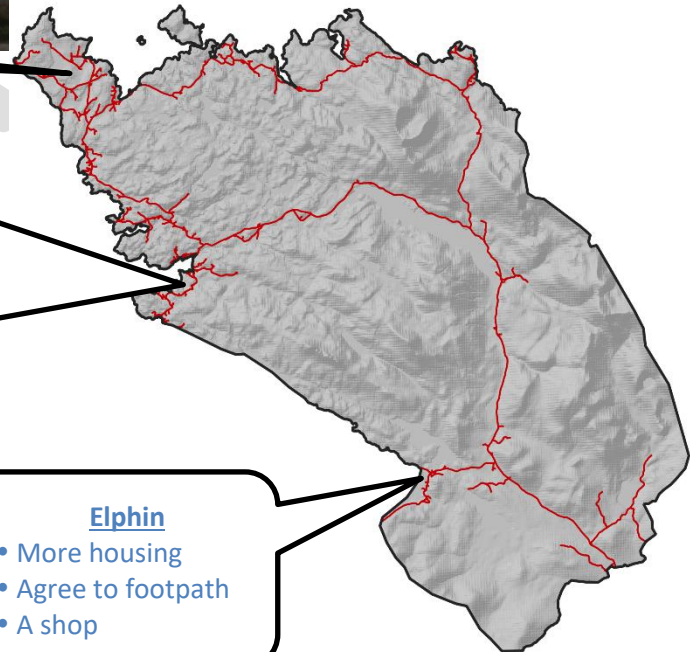 Elphin
• More housing
• Agree to footpath
• A shop